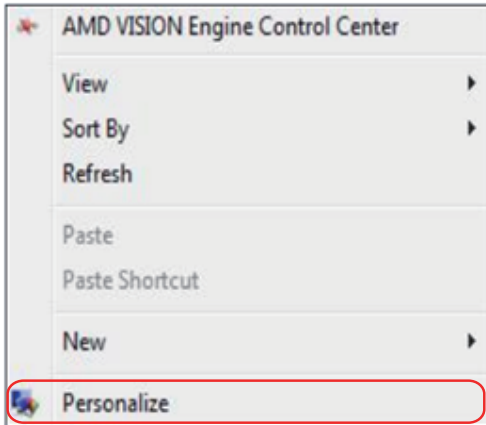 AMD VISION Engine Control Center
View
Sort By
Refresh
Paste
Paste Shortcut
New
Personalize